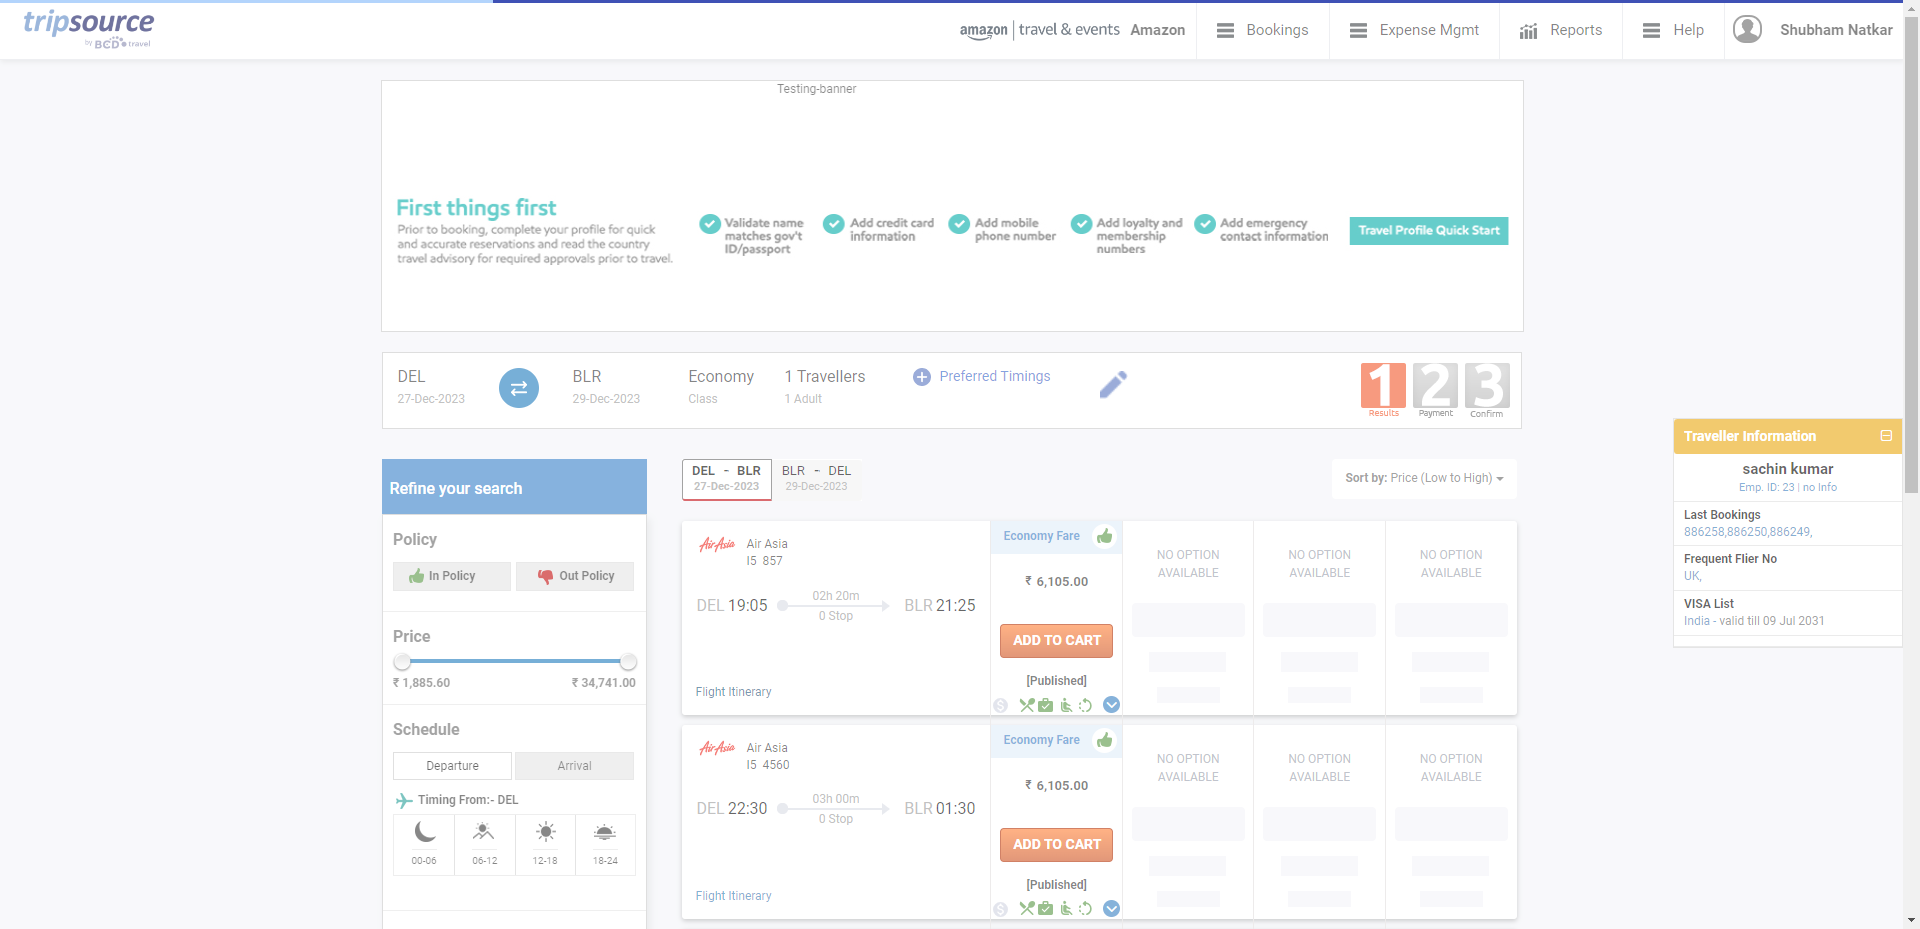 tripsource
by BCD travel
amazon | travel & events Amazon
Bookings
Expense Mgmt
Reports
Help
Shubham Natkar
Testing-banner
First things first
Prior to booking, complete your profile for quick
and accurate reservations and read the country
travel advisory for required approvals prior to travel.
Validate name
matches gov't
ID/passport
Add credit card
information
Add mobile
phone number
Add loyalty and
membership
numbers
Add emergency
contact information
Travel Profile Quick Start
DEL
27-Dec-2023
BLR
29-Dec-2023
Economy
Class
1 Travellers
1 Adult
Preferred Timings
1
Results
2
Payment
3
Confirm
Traveller Information
sachin kumar
Emp. ID: 23 | no Info
Last Bookings
886258,886250,886249,
Frequent Flier No
UK,
VISA List
India - valid till 09 Jul 2031
Refine your search
Policy
In Policy
Out Policy
Price
₹ 1,885.60
₹ 34,741.00
Schedule
Departure
Arrival
Timing From:- DEL
00-06
06-12
12-18
18-24
DEL - BLR
27-Dec-2023
BLR - DEL
29-Dec-2023
Sort by: Price (Low to High)
AirAsia
Air Asia
I5 857
DEL 19:05
02h 20m
0 Stop
BLR 21:25
Flight Itinerary
Economy Fare
₹ 6,105.00
ADD TO CART
[Published]
NO OPTION
AVAILABLE
NO OPTION
AVAILABLE
NO OPTION
AVAILABLE
AirAsia
Air Asia
I5 4560
DEL 22:30
03h 00m
0 Stop
BLR 01:30
Flight Itinerary
Economy Fare
₹ 6,105.00
ADD TO CART
[Published]
NO OPTION
AVAILABLE
NO OPTION
AVAILABLE
NO OPTION
AVAILABLE